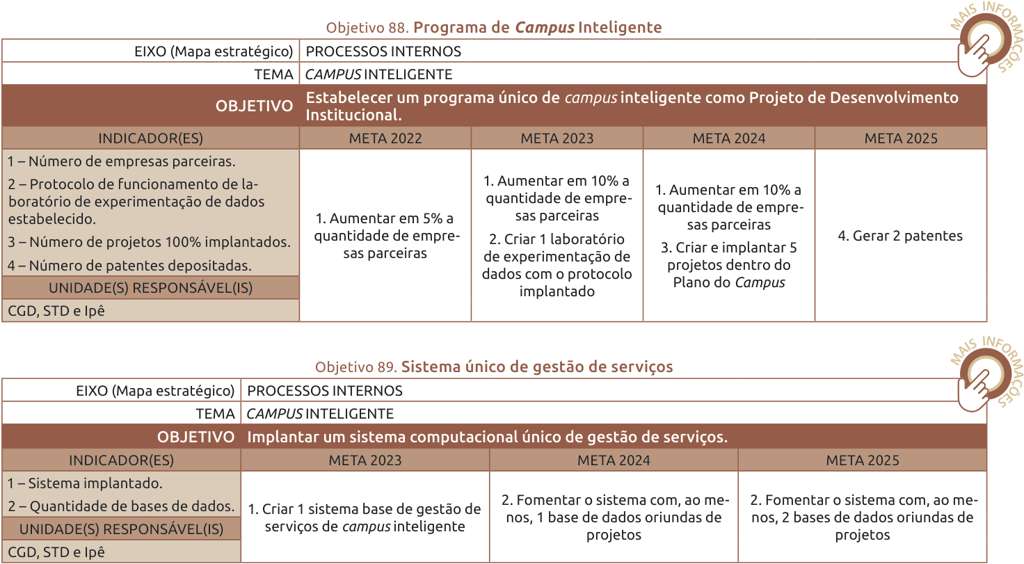 Objetivo 88. Programa de Campus Inteligente
MAIS INFORMAÇÕES
EIXO (Mapa estratégico) PROCESSOS INTERNOS
TEMA CAMPUS INTELIGENTE
OBJETIVO Estabelecer um programa único de campus inteligente como Projeto de Desenvolvimento
Institucional.
INDICADOR(ES) META 2022 META 2023 META 2024 META 2025
1 – Número de empresas parceiras.
2 – Protocolo de funcionamento de la-
boratório de experimentação de dados
estabelecido.
3 – Número de projetos 100% implantados.
4 – Número de patentes depositadas.
UNIDADE(S) RESPONSÁVEL(IS)
CGD, STD e Ipê
1. Aumentar em 5% a
quantidade de empre-
sas parceiras
1. Aumentar em 10% a
quantidade de empre-
sas parceiras
2. Criar 1 laboratório
de experimentação de
dados com o protocolo
implantado
1. Aumentar em 10% a
quantidade de empre-
sas parceiras
3. Criar e implantar 5
projetos dentro do
Plano do Campus
4. Gerar 2 patentes
Objetivo 89. Sistema único de gestão de serviços
MAIS INFORMAÇÕES
EIXO (Mapa estratégico) PROCESSOS INTERNOS
TEMA CAMPUS INTELIGENTE
OBJETIVO Implantar um sistema computacional único de gestão de serviços.
INDICADOR(ES) META 2023 META 2024 META 2025
1 – Sistema implantado.
2 – Quantidade de bases de dados.
UNIDADE(S) RESPONSÁVEL(IS)
CGD, STD e Ipê
1. Criar 1 sistema base de gestão de
serviços de campus inteligente
2. Fomentar o sistema com, ao me-
nos, 1 base de dados oriundas de
projetos
2. Fomentar o sistema com, ao me-
nos, 2 bases de dados oriundas de
projetos